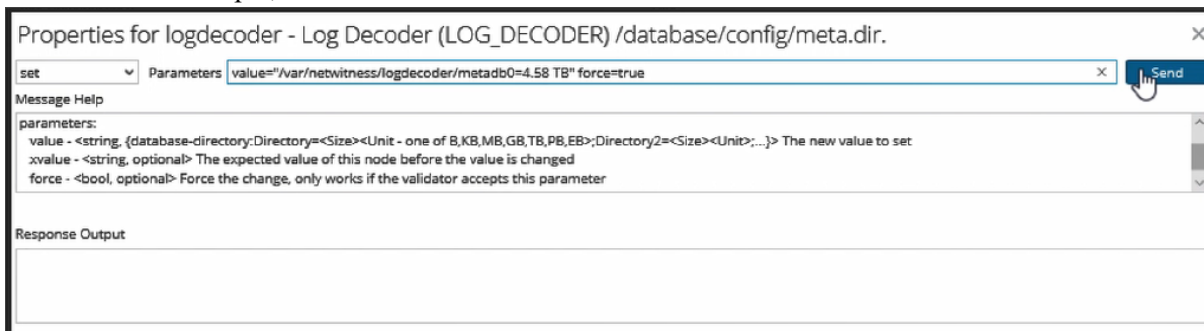 Properties for logdecoder - Log Decoder (LOG_DECODER) /database/config/meta.dir.
set Parameters value="/var/netwitness/logdecoder/metadb0=4.58 TB" force=true Send
Message Help
parameters:
value - <string, {database-directory:Directory=<Size><Unit - one of B,KB,MB,GB,TB,PB,EB>;Directory2=<Size><Unit>;...}> The new value to set
xvalue - <string, optional> The expected value of this node before the value is changed
force - <bool, optional> Force the change, only works if the validator accepts this parameter
Response Output